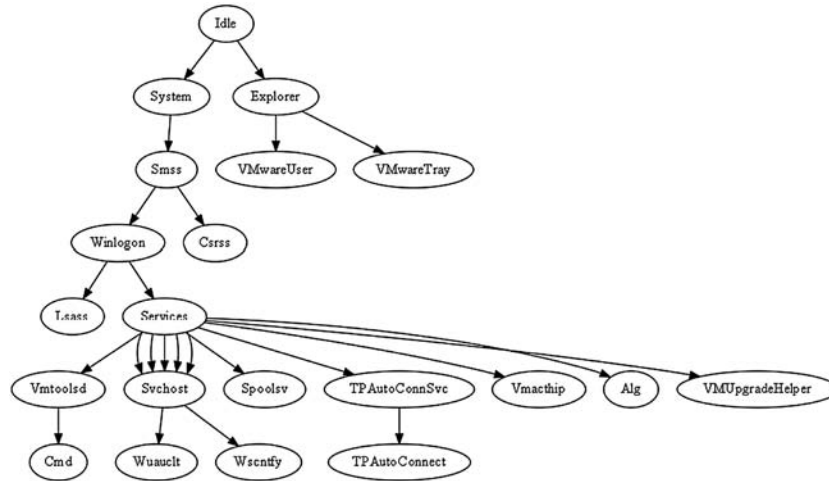 Idle
System
Explorer
Smss
VMwareUser
VMwareTray
Winlogon
Csrss
Lsass
Services
Vmtoolsd
Svchost
Spoolsv
TPAutoConnSvc
Vmacthip
Alg
VMUpgradeHelper
Cmd
Wuauclt
Wscntfy
TPAutoConnect